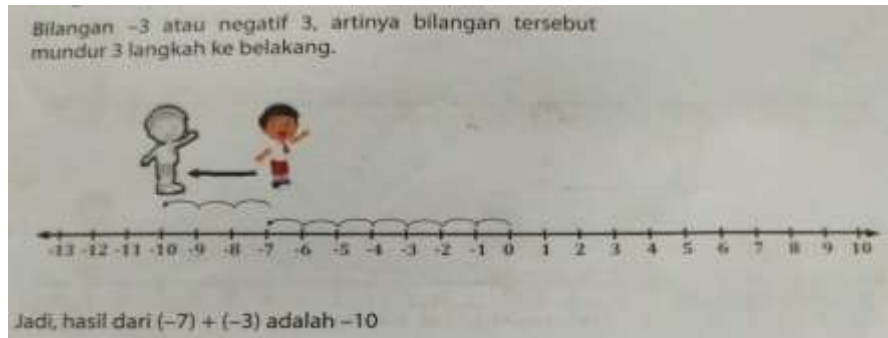 Bilangan –3 atau negatif 3, artinya bilangan tersebut
mundur 3 langkah ke belakang.
-13 -12 -11 -10 -9 -8 -7 -6 -5 -4 -3 -2 -1 0 1 2 3 4 5 6 7 8 9 10
Jadi, hasil dari (–7) + (–3) adalah –10